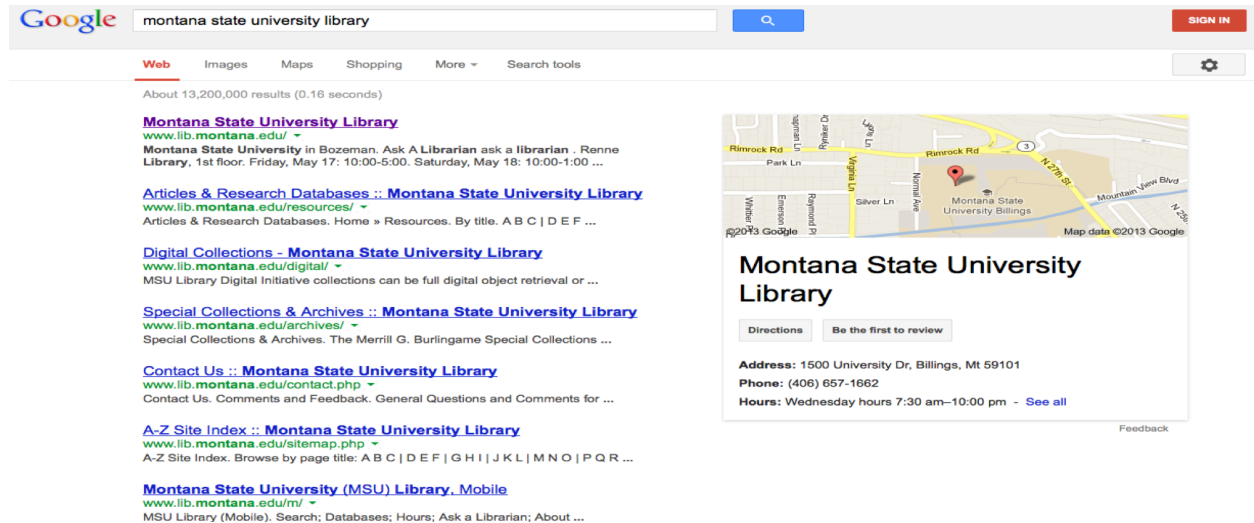 Google
montana state university library
SIGN IN
Web Images Maps Shopping More Search tools
About 13,200,000 results (0.16 seconds)
Montana State University Library
www.lib.montana.edu/
Montana State University in Bozeman. Ask A Librarian ask a librarian . Renne
Library, 1st floor. Friday, May 17: 10:00-5:00. Saturday, May 18: 10:00-1:00 ...
Articles & Research Databases :: Montana State University Library
www.lib.montana.edu/resources/
Articles & Research Databases. Home » Resources. By title. A B C | D E F ...
Digital Collections - Montana State University Library
www.lib.montana.edu/digital/
MSU Library Digital Initiative collections can be full digital object retrieval or ...
Special Collections & Archives :: Montana State University Library
www.lib.montana.edu/archives/
Special Collections & Archives. The Merrill G. Burlingame Special Collections ...
Contact Us :: Montana State University Library
www.lib.montana.edu/contact.php
Contact Us. Comments and Feedback. General Questions and Comments for ...
A-Z Site Index :: Montana State University Library
www.lib.montana.edu/sitemap.php
A-Z Site Index. Browse by page title: A B C | D E F | G H I | J K L | M N O | P Q R ...
Montana State University (MSU) Library, Mobile
www.lib.montana.edu/m/
MSU Library (Mobile). Search; Databases; Hours; Ask a Librarian; About ...
Rimrock Rd
Rimrock Rd
3
Park Ln
Virginia Ln
N 27th St
Normal Ave
Silver Ln
Whittier Pl
Emerson Pl
Raymond Pl
Montana State
University Billings
Mountain View Blvd
©2013 Google
Map data ©2013 Google
Montana State University
Library
Directions
Be the first to review
Address: 1500 University Dr, Billings, Mt 59101
Phone: (406) 657-1662
Hours: Wednesday hours 7:30 am–10:00 pm - See all
Feedback